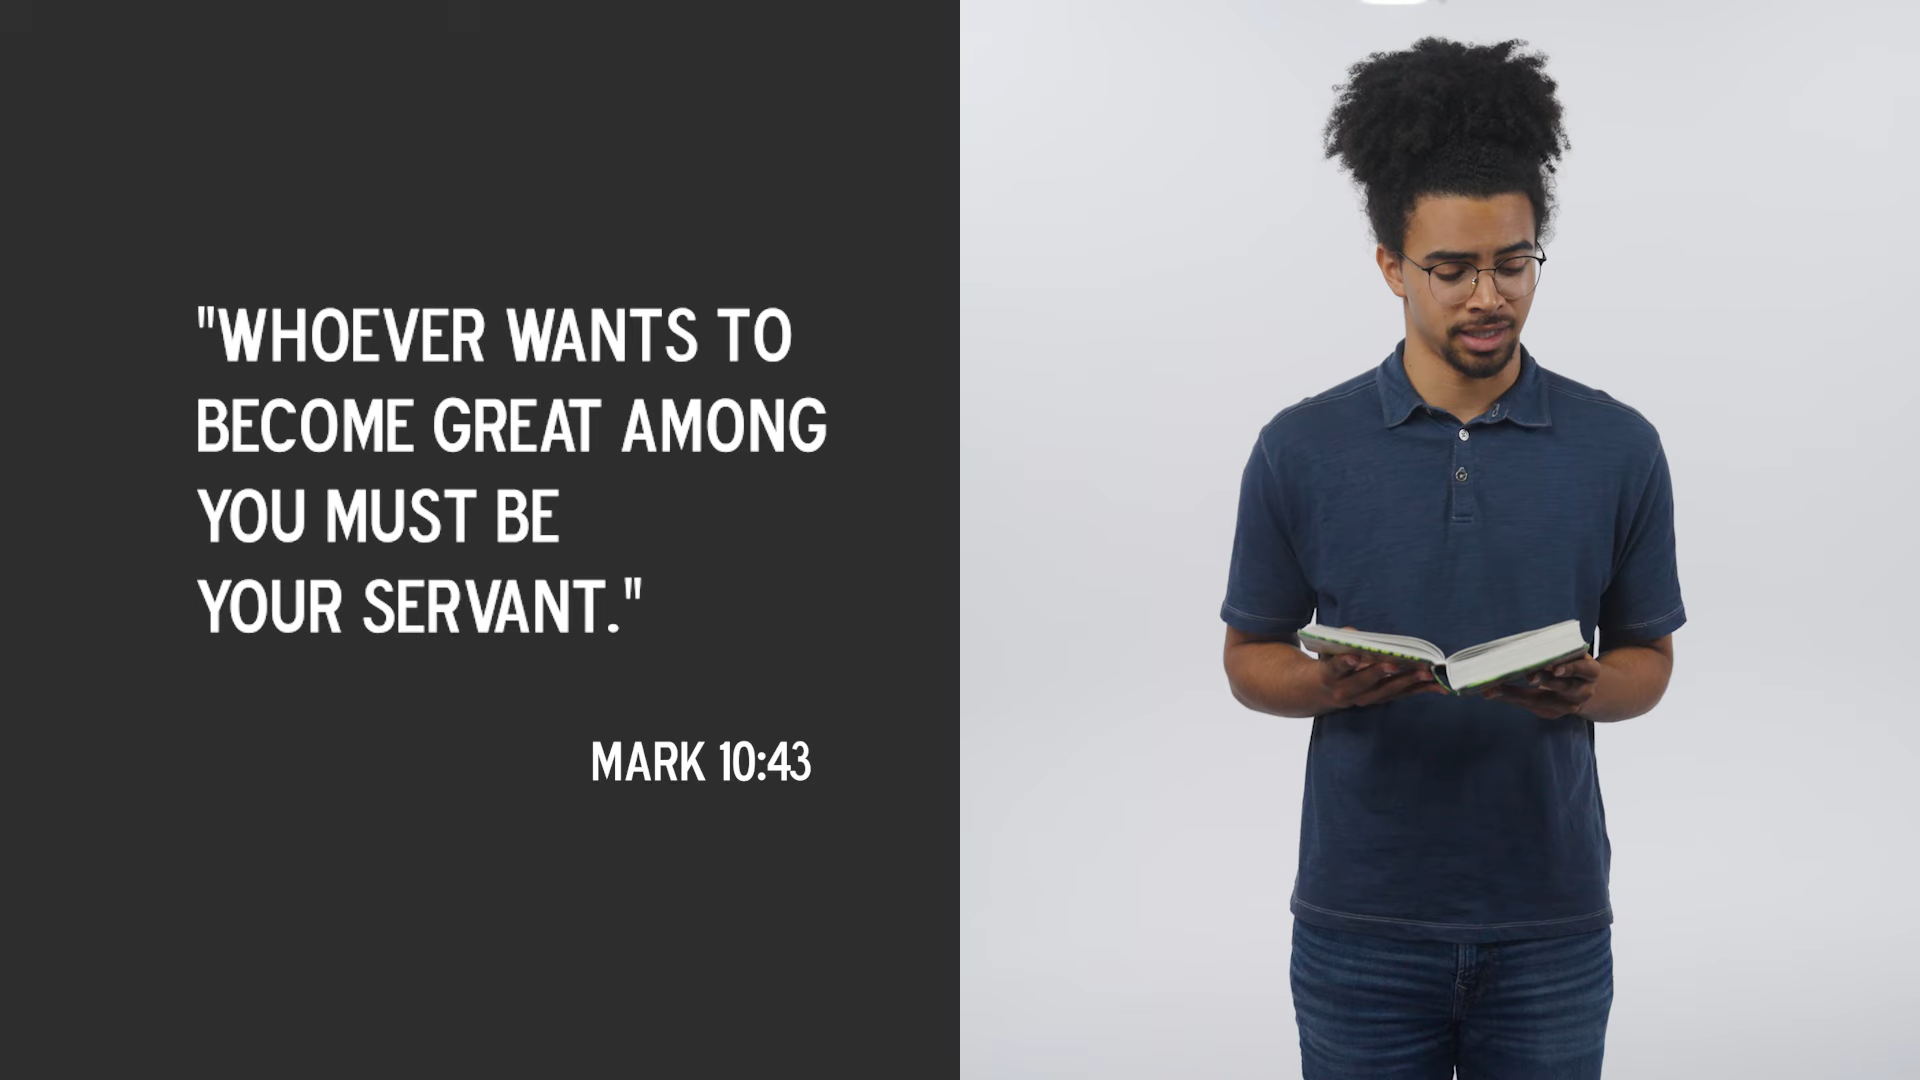 "WHOEVER WANTS TO
BECOME GREAT AMONG
YOU MUST BE
YOUR SERVANT."
MARK 10:43